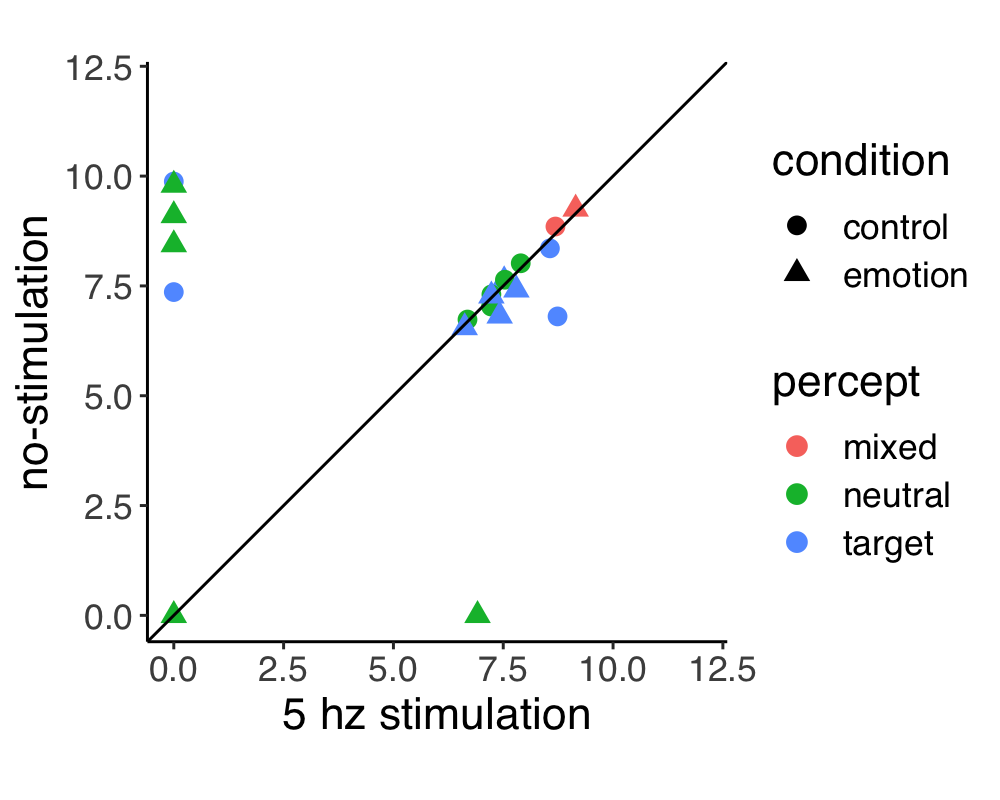 12.5
10.0
7.5
5.0
2.5
0.0
no-stimulation
0.0 2.5 5.0 7.5 10.0 12.5
5 hz stimulation
condition
control
emotion
percept
mixed
neutral
target